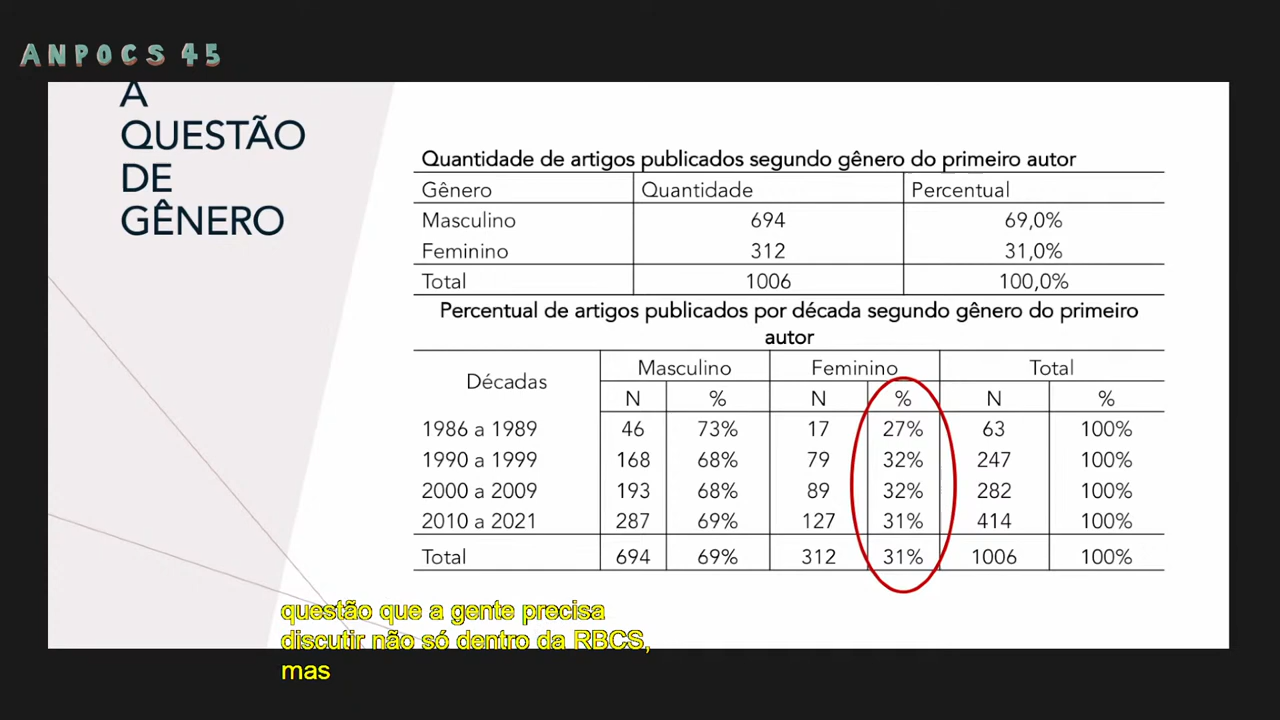 ANPOCS 45
A
QUESTÃO
DE
GÊNERO
Quantidade de artigos publicados segundo gênero do primeiro autor
Gênero Quantidade Percentual
Masculino 694 69,0%
Feminino 312 31,0%
Total 1006 100,0%
Percentual de artigos publicados por década segundo gênero do primeiro
autor
Décadas Masculino Feminino Total
N % N % N %
1986 a 1989 46 73% 17 27% 63 100%
1990 a 1999 168 68% 79 32% 247 100%
2000 a 2009 193 68% 89 32% 282 100%
2010 a 2021 287 69% 127 31% 414 100%
Total 694 69% 312 31% 1006 100%
questão que a gente precisa
discutir não só dentro da RBCS,
mas